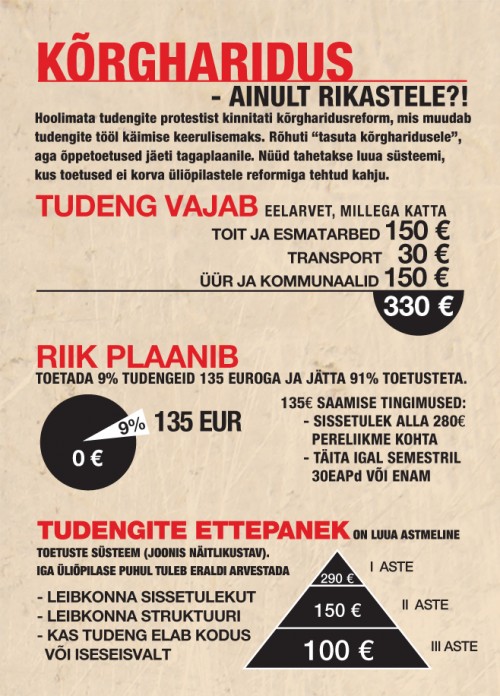 KÕRGHARIDUS
- AINULT RIKASTELE?!
Hoolimata tudengite protestist kinnitati kõrgharidusreform, mis muudab
tudengite tööl käimise keerulisemaks. Rõhuti “tasuta kõrgharidusele”,
aga õppetoetused jäeti tagaplaanile. Nüüd tahetakse luua süsteemi,
kus toetused ei korva üliõpilastele reformiga tehtud kahju.
TUDENG VAJAB EELARVET, MILLEGA KATTA
TOIT JA ESMATARBED 150 €
TRANSPORT 30 €
ÜÜR JA KOMMUNAALID 150 €
330 €
RIIK PLAANIB
TOETADA 9% TUDENGEID 135 EUROGA JA JÄTTA 91% TOETUSTETA.
9% 135 EUR
0 €
135€ SAAMISE TINGIMUSED:
- SISSETULEK ALLA 280€
PERELIIKME KOHTA
- TÄITA IGAL SEMESTRIL
30EAPd VÕI ENAM
TUDENGITE ETTEPANEK ON LUUA ASTMELINE
TOETUSTE SÜSTEEM (JOONIS NÄITLIKUSTAV).
IGA ÜLIÕPILASE PUHUL TULEB ERALDI ARVESTADA
- LEIBKONNA SISSETULEKUT
- LEIBKONNA STRUKTUURI
- KAS TUDENG ELAB KODUS
VÕI ISESEISVALT
290 € I ASTE
150 € II ASTE
100 € III ASTE